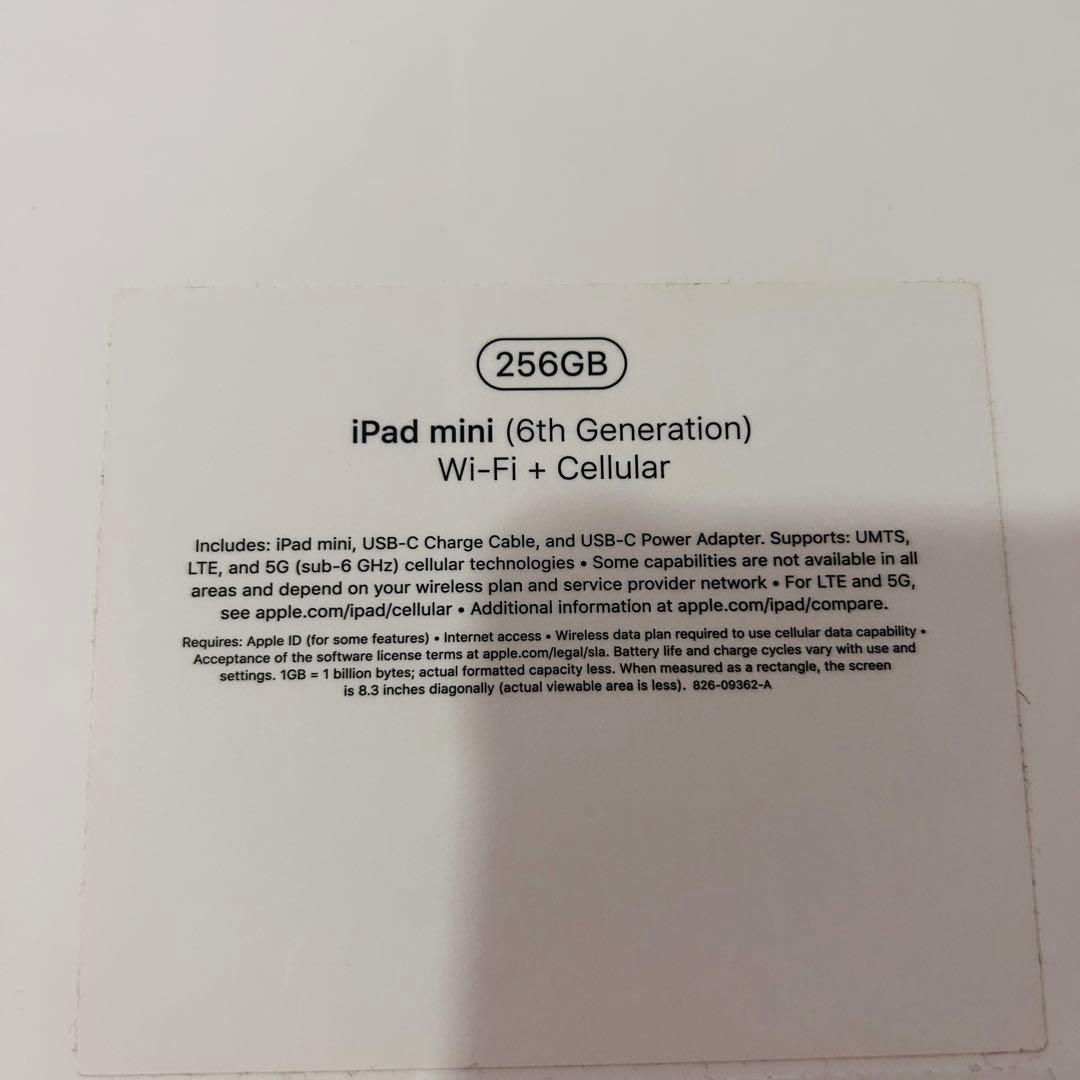 256GB
iPad mini (6th Generation)
Wi-Fi + Cellular
Includes: iPad mini, USB-C Charge Cable, and USB-C Power Adapter. Supports: UMTS,
LTE, and 5G (sub-6 GHz) cellular technologies • Some capabilities are not available in all
areas and depend on your wireless plan and service provider network • For LTE and 5G,
see apple.com/ipad/cellular • Additional information at apple.com/ipad/compare.
Requires: Apple ID (for some features) • Internet access • Wireless data plan required to use cellular data capability •
Acceptance of the software license terms at apple.com/legal/sla. Battery life and charge cycles vary with use and
settings. 1GB = 1 billion bytes; actual formatted capacity less. When measured as a rectangle, the screen
is 8.3 inches diagonally (actual viewable area is less). 826-09362-A